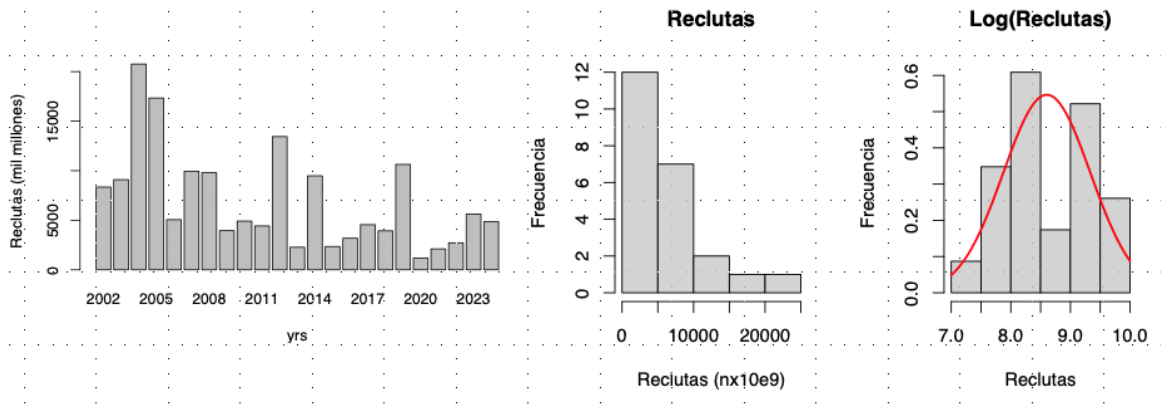 Reclutas (mil millones)
15000
5000
0
2002 2005 2008 2011 2014 2017 2020 2023
yrs
Reclutas
Frecuencia
12
10
8
6
4
2
0
0 10000 20000
Reclutas (nx10e9)
Log(Reclutas)
Frecuencia
0.6
0.4
0.2
0.0
7.0 8.0 9.0 10.0
Reclutas